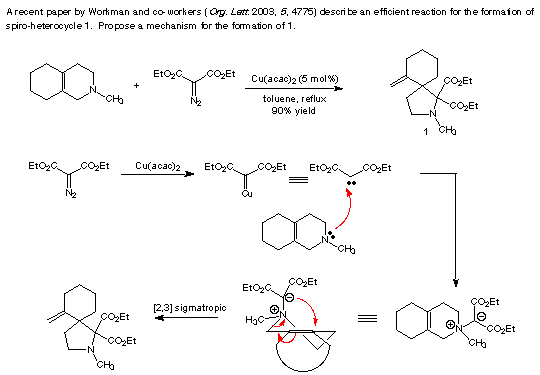 A recent paper by Workman and co-workers (Org. Lett. 2003, 5, 4775) describe an efficient reaction for the formation of
spiro-heterocycle 1. Propose a mechanism for the formation of 1.
N
CH3
+
EtO2C
CO2Et
N2
Cu(acac)2 (5 mol%)
toluene, reflux
90% yield
CO2Et
CO2Et
N
1
CH3
EtO2C
CO2Et
N2
Cu(acac)2
EtO2C
CO2Et
Cu
EtO2C
CO2Et
N
CH3
CO2Et
CO2Et
N
CH3
[2,3] sigmatropic
EtO2C
CO2Et
H3C
N
CO2Et
CO2Et
N
CH3